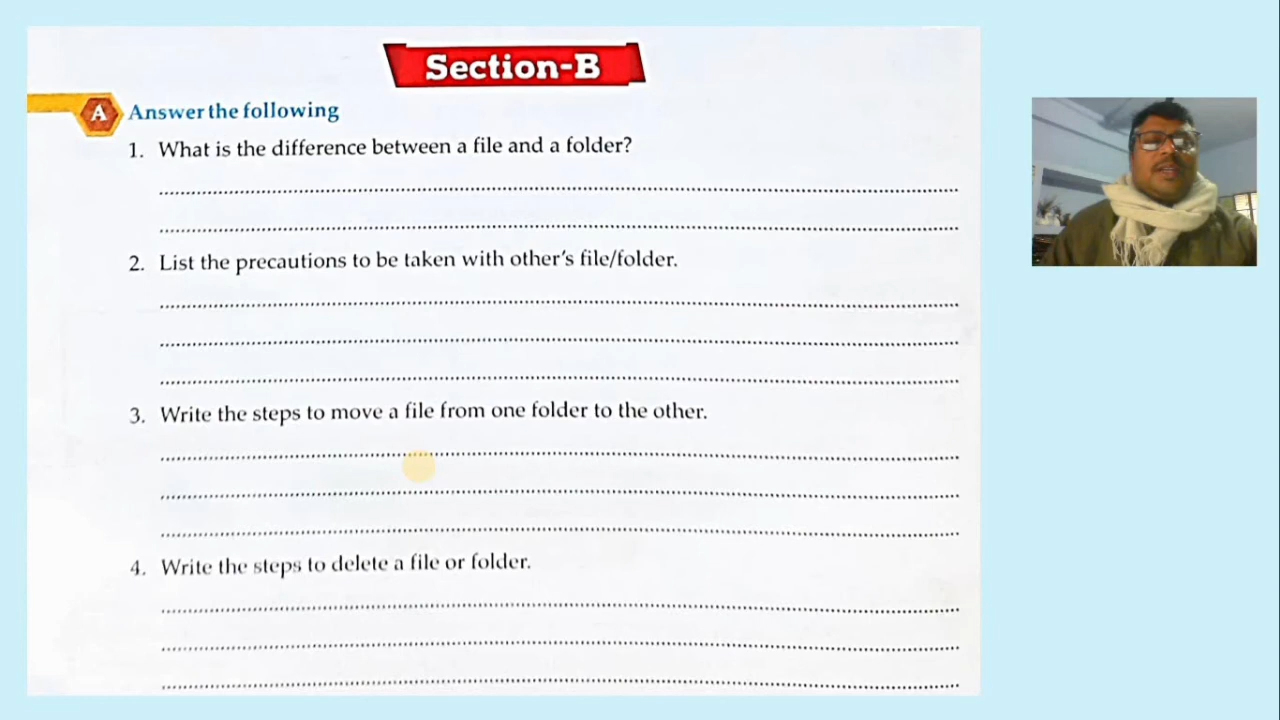 Section-B
A Answer the following
1. What is the difference between a file and a folder?
2. List the precautions to be taken with other's file/folder.
3. Write the steps to move a file from one folder to the other.
4. Write the steps to delete a file or folder.